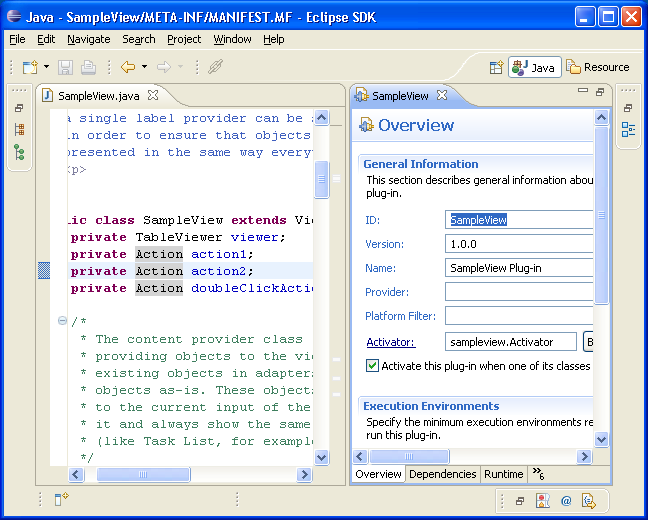 Java - SampleView/META-INF/MANIFEST.MF - Eclipse SDK
File Edit Navigate Search Project Window Help
Java Resource
SampleView.java
a single label provider can be
in order to ensure that objects
presented in the same way every
<p>
lic class SampleView extends Vi
private TableViewer viewer;
private Action action1;
private Action action2;
private Action doubleClickActi
/*
* The content provider class
* providing objects to the vi
* existing objects in adapter
* objects as-is. These object
* to the current input of the
* it and always show the same
* (like Task List, for example
*/
SampleView
Overview
General Information
This section describes general information abou
plug-in.
ID: SampleView
Version: 1.0.0
Name: SampleView Plug-in
Provider:
Platform Filter:
Activator: sampleview.Activator B
Activate this plug-in when one of its classes
Execution Environments
Specify the minimum execution environments re
run this plug-in.
Overview Dependencies Runtime »6